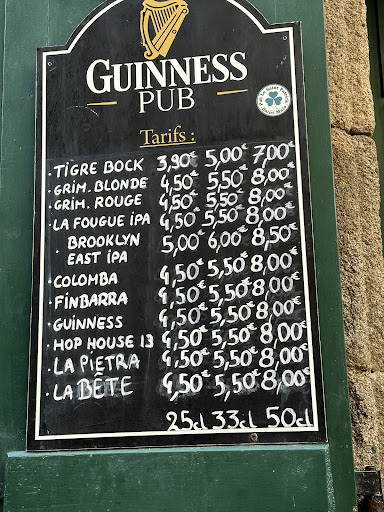 GUINNESS
PUB
Tarifs :
· TIGRE BOCK 3,90€ 5,00€ 7,00€
· GRIM. BLONDE 4,50€ 5,50€ 8,00€
· GRIM. ROUGE 4,50€ 5,50€ 8,00€
· LA FOUGUE IPA 4,50€ 5,50€ 8,00€
· BROOKLYN
EAST IPA 5,00€ 6,00€ 8,50€
· COLOMBA 4,50€ 5,50€ 8,00€
· FINBARRA 4,50€ 5,50€ 8,00€
· GUINNESS 4,50€ 5,50€ 8,00€
· HOP HOUSE 13 4,50€ 5,50€ 8,00€
· LA PIETRA 4,50€ 5,50€ 8,00€
· LA BÊTE 4,50€ 5,50€ 8,00€
25cl 33cl 50cl